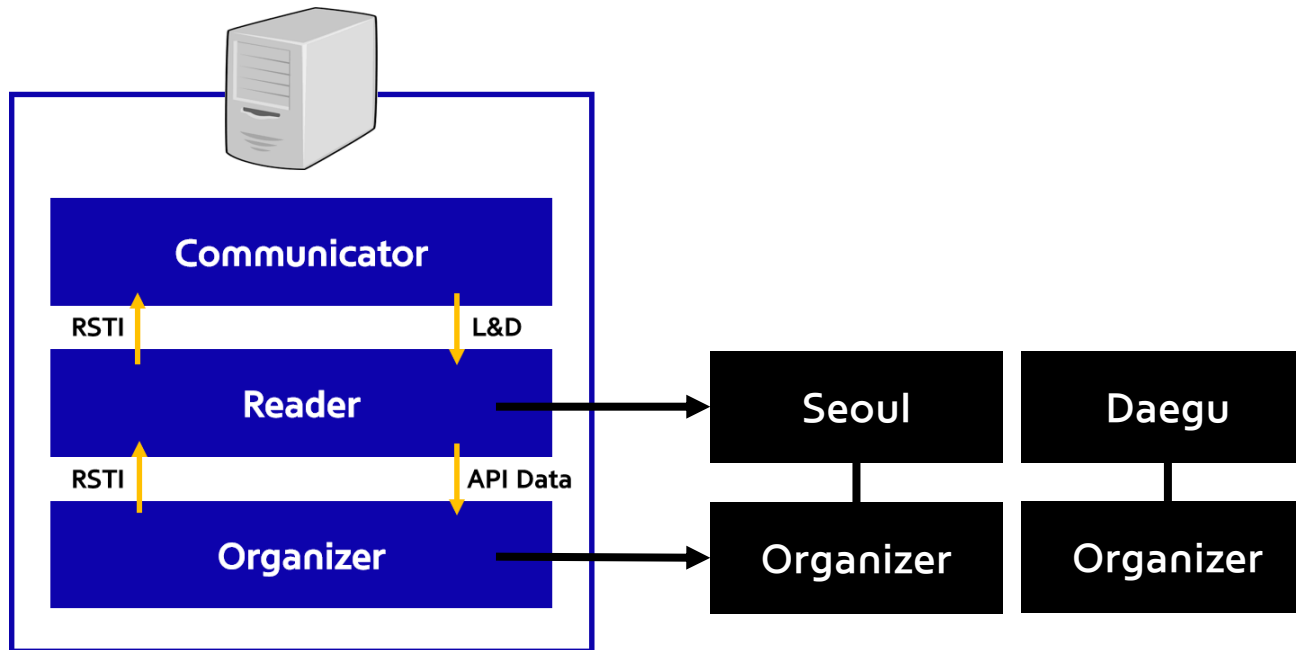 Communicator
RSTI
L&D
Reader
Seoul
Daegu
RSTI
API Data
Organizer
Organizer
Organizer